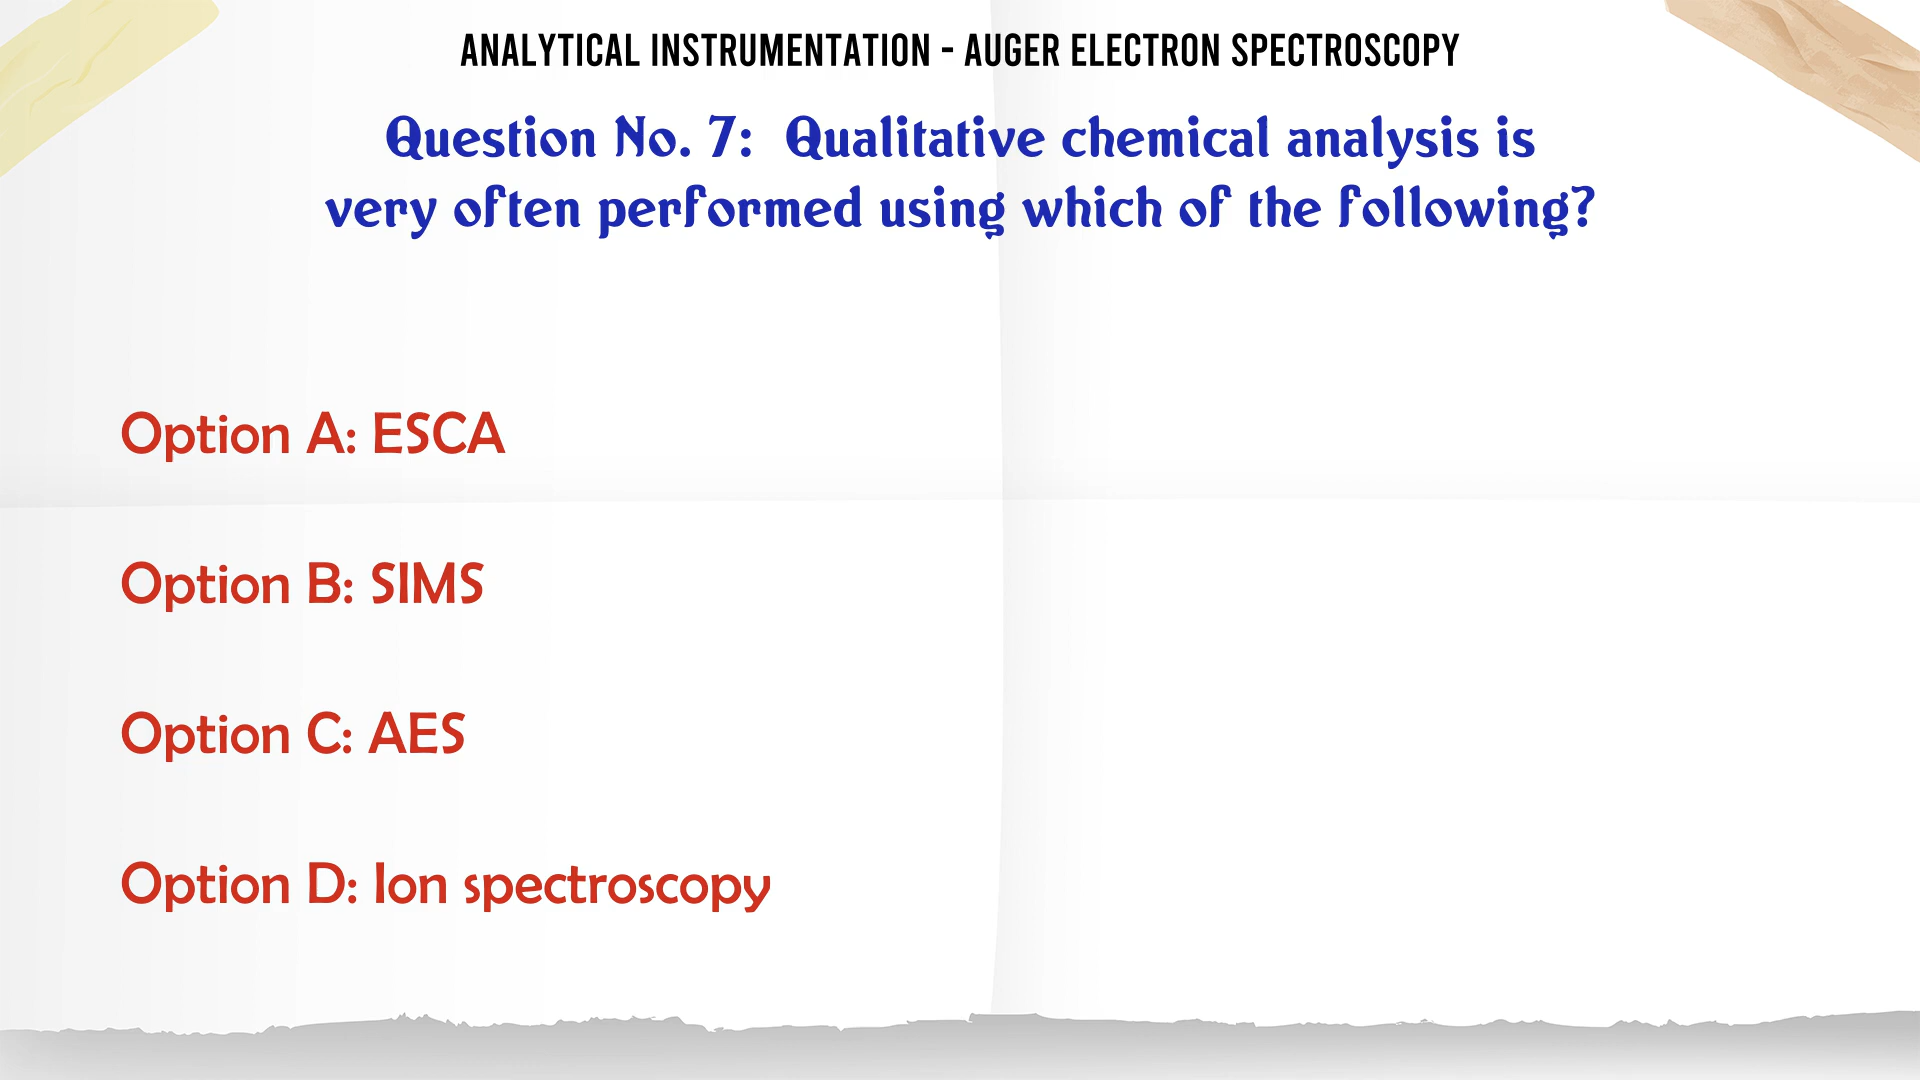 ANALYTICAL INSTRUMENTATION - AUGER ELECTRON SPECTROSCOPY
Question No. 7:  Qualitative chemical analysis is
very often performed using which of the following?
Option A: ESCA
Option B: SIMS
Option C: AES
Option D: Ion spectroscopy